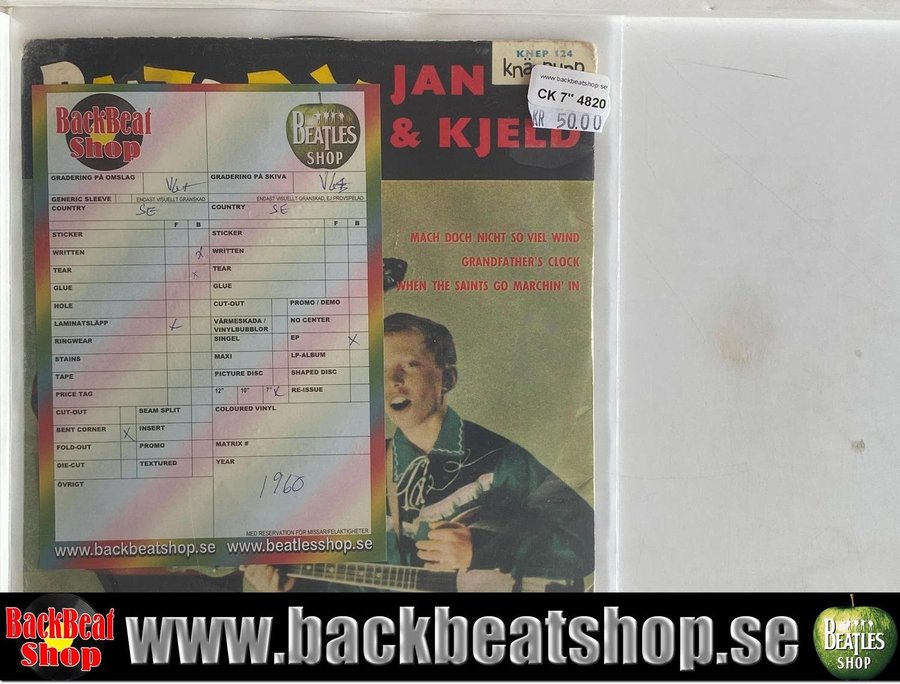 JAN
& KJELD
KNEP 124
www.backbeatshop.se
CK 7" 4820
KR 50.00
MACH DOCH NICHT SO VIEL WIND
GRANDFATHER'S CLOCK
WHEN THE SAINTS GO MARCHIN' IN
BackBeat
Shop
BEATLES
SHOP
GRADERING PÅ OMSLAG
GRADERING PÅ SKIVA
GENERIC SLEEVE
ENDAST VISUELLT GRANSKAD
ENDAST VISUELLT GRANSKAD, EJ PROVSPELAD
COUNTRY SE
COUNTRY SE
F B
F B
STICKER
STICKER
WRITTEN x
WRITTEN
TEAR x
TEAR
GLUE
GLUE
HOLE
CUT-OUT
PROMO / DEMO
LAMINATSLÄPP x
VÄRMESKADA /
VINYLBUBBLOR
NO CENTER
RINGWEAR
SINGEL
EP x
STAINS
MAXI
LP-ALBUM
TAPE
PICTURE DISC
SHAPED DISC
PRICE TAG
12" 10" 7" x
RE-ISSUE
CUT-OUT
SEAM SPLIT
COLOURED VINYL
BENT CORNER x
INSERT
FOLD-OUT
PROMO
MATRIX #
DIE-CUT
TEXTURED
YEAR
ÖVRIGT
1960
MED RESERVATION FÖR MISSAR/FELAKTIGHETER
www.backbeatshop.se www.beatlesshop.se
BackBeat
Shop
www.backbeatshop.se
BEATLES
SHOP